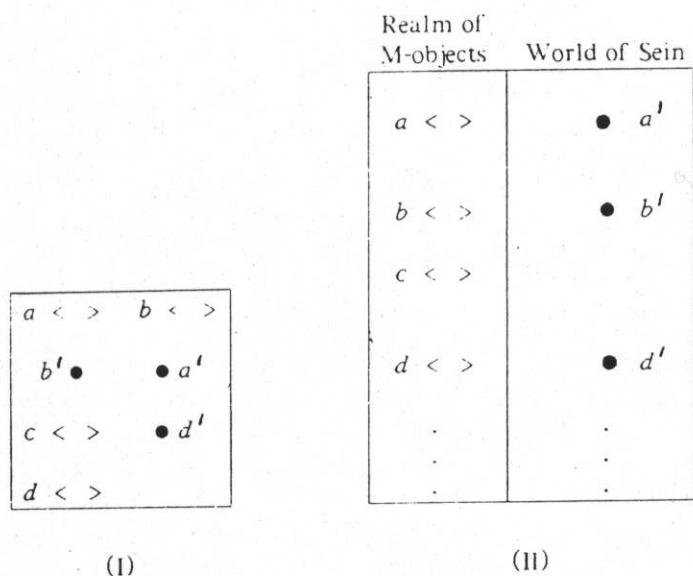 Realm of
M-objects World of Sein
a < > a'
b < > b'
c < >
d < > d'
. .
. .
. .
(II)
a < > b < >
b' a'
c < > d'
d < >
(I)